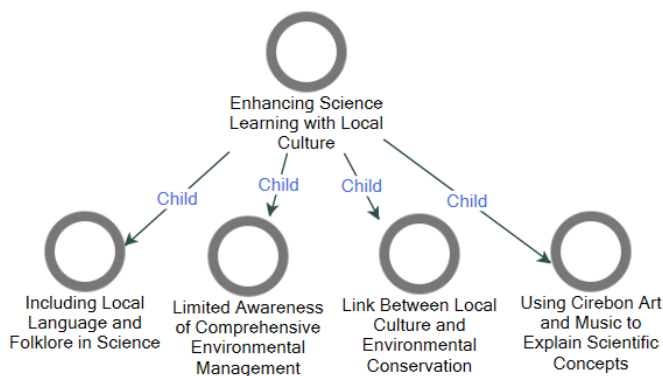 Enhancing Science
Learning with Local
Culture
Child
Child
Child
Child
Including Local
Language and
Folklore in Science
Limited Awareness
of Comprehensive
Environmental
Management
Link Between Local
Culture and
Environmental
Conservation
Using Cirebon Art
and Music to
Explain Scientific
Concepts